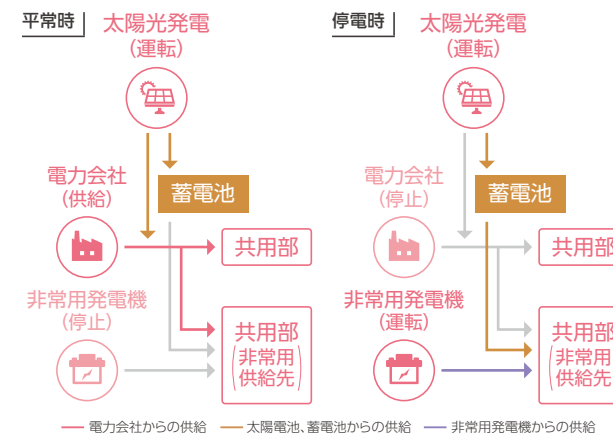 平常時
太陽光発電
(運転)
電力会社
(供給)
蓄電池
共用部
非常用発電機
(停止)
共用部
(非常用
供給先)
停電時
太陽光発電
(運転)
電力会社
(停止)
蓄電池
共用部
非常用発電機
(運転)
共用部
(非常用
供給先
電力会社からの供給 太陽電池、蓄電池からの供給 非常用発電機からの供給